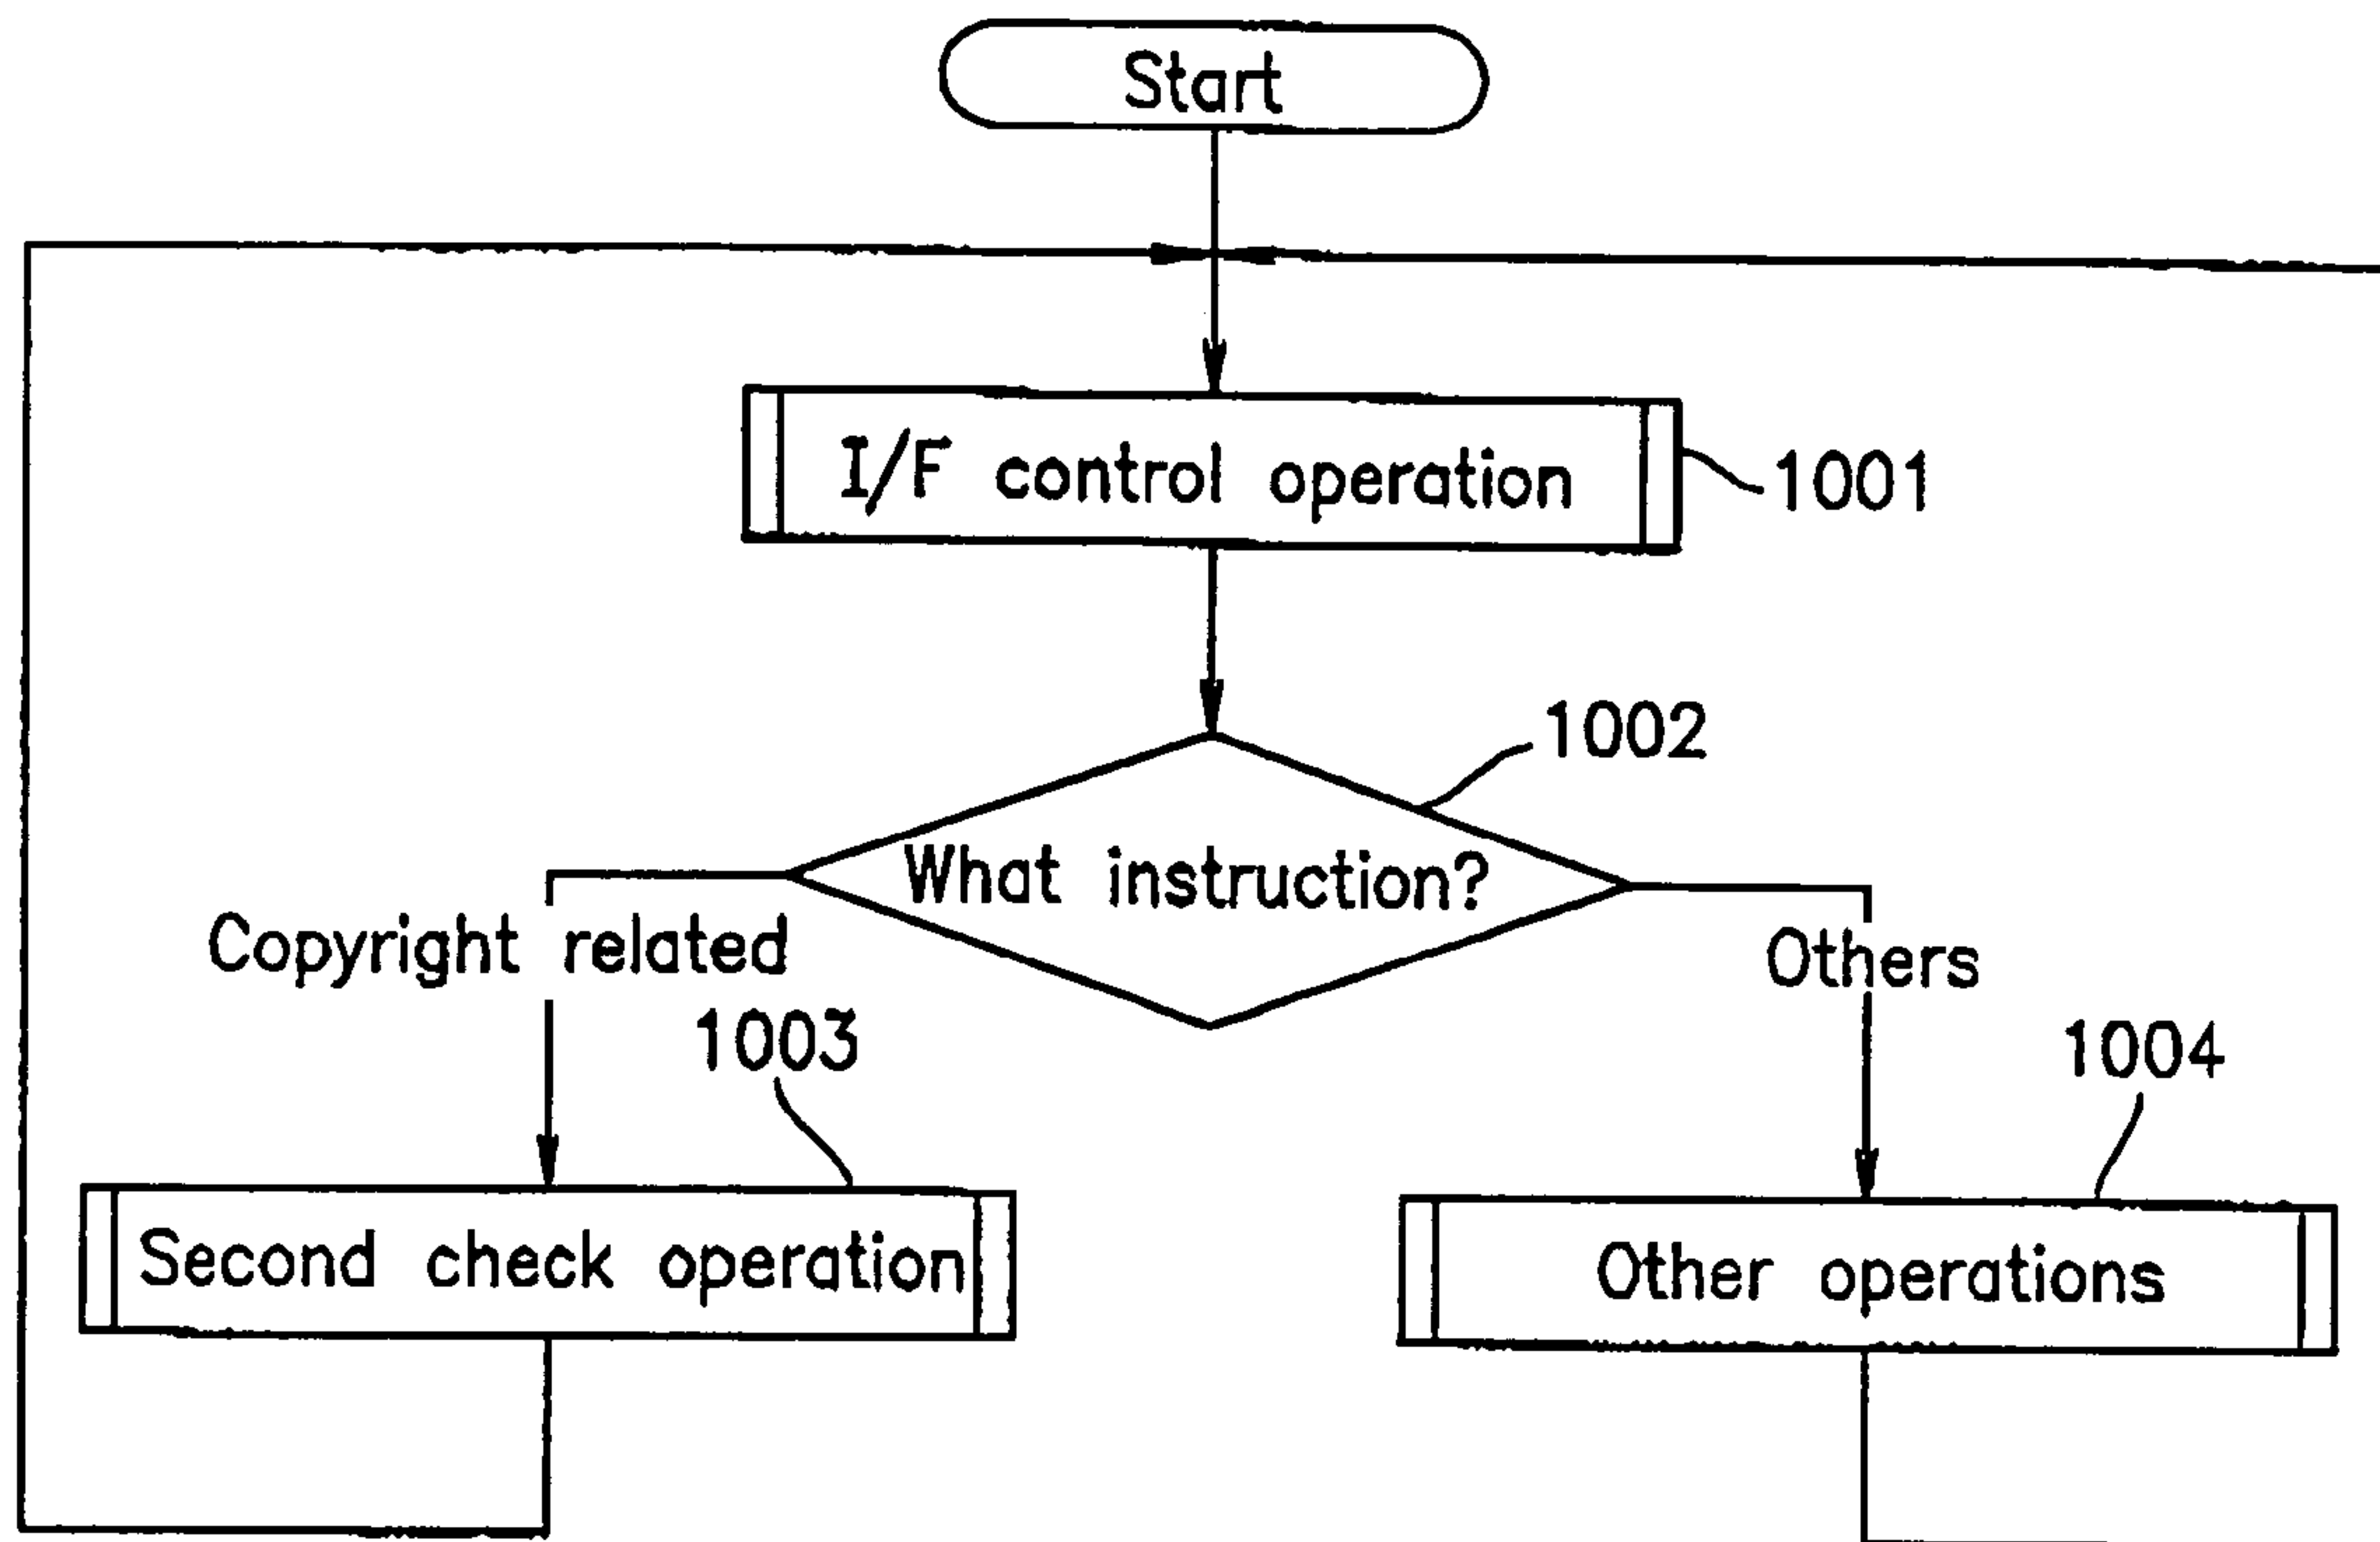 Start
I/F control operation
1001
1002
What instruction?
Copyright related
Others
1003
1004
Second check operation
Other operations